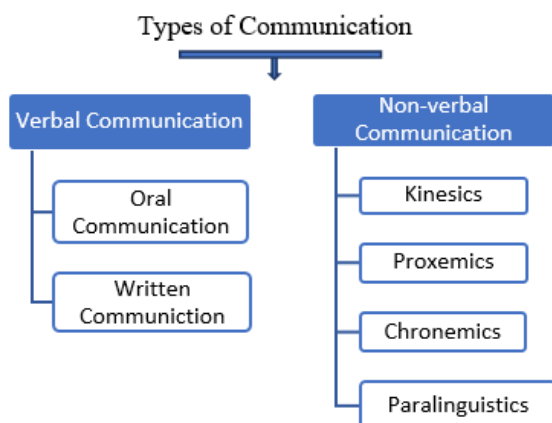 Types of Communication
Verbal Communication
Oral
Communication
Written
Communiction
Non-verbal
Communication
Kinesics
Proxemics
Chronemics
Paralinguistics